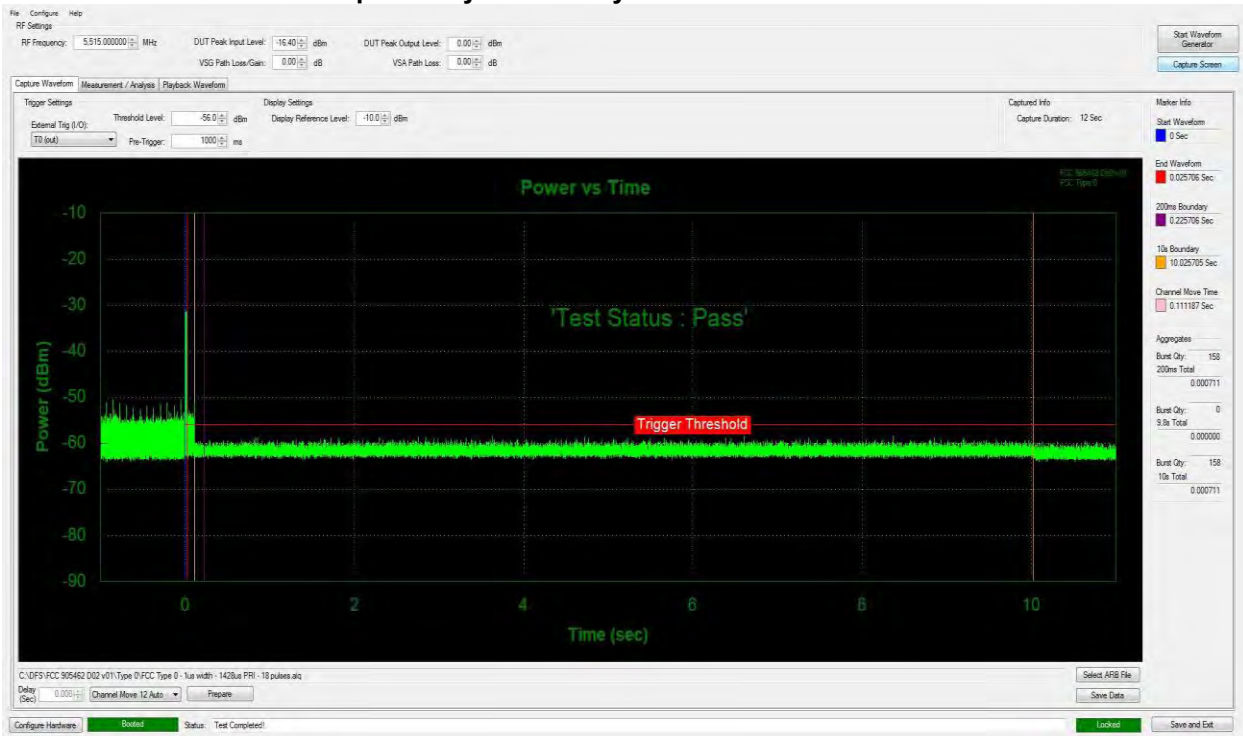 File Configure Help
RF Settings
RF Frequency: 5,515.000000 MHz DUT Peak Input Level: -16.40 dBm DUT Peak Output Level: 0.00 dBm
VSG Path Loss/Gain: 0.00 dB VSA Path Loss: 0.00 dB
Start Waveform
Generator
Capture Screen
Capture Waveform Measurement / Analysis Playback Waveform
Trigger Settings
External Trig (I/O): Threshold Level: -56.0 dBm
T0 (out) Pre-Trigger: 1000 ms
Display Settings
Display Reference Level: -10.0 dBm
Captured Info
Capture Duration: 12 Sec
Marker Info
Start Waveform
0 Sec
End Waveform
0.025706 Sec
200ms Boundary
0.225706 Sec
10s Boundary
10.025705 Sec
Channel Move Time
0.111187 Sec
Aggregates
Burst Qty: 158
200ms Total
0.000711
Burst Qty: 0
9.8s Total
0.000000
Burst Qty: 158
10s Total
0.000711
Power vs Time
FCC Type 0
'Test Status : Pass'
Trigger Threshold
Power (dBm)
-10
-20
-30
-40
-50
-60
-70
-80
-90
0 2 4 6 8 10
Time (sec)
C:\DFS\FCC 905462 D02 v01\Type 0\FCC Type 0 - 1us width - 1428us PRI - 18 pulses.aiq
Select ARB File
Delay
(Sec) 0.008 Channel Move 12 Auto Prepare
Save Data
Configure Hardware Booted Status: Test Completed! Locked Save and Exit